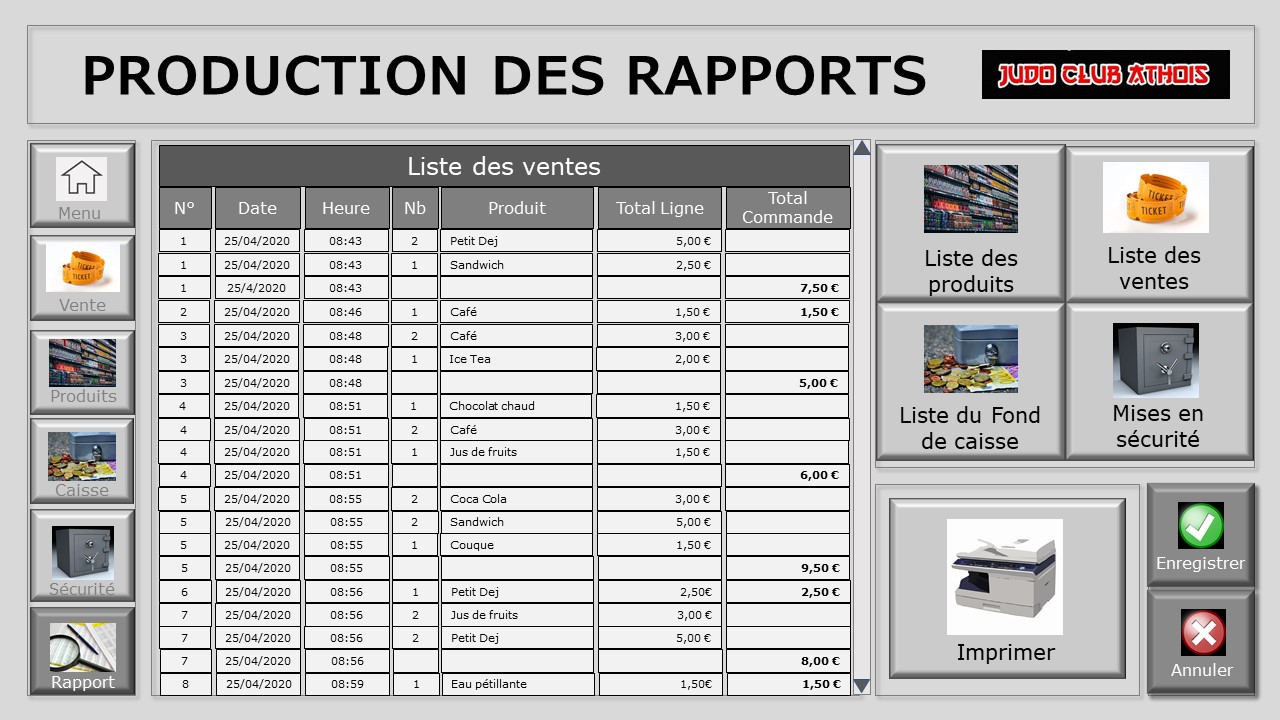 PRODUCTION DES RAPPORTS
JUDO CLUB ATHOIS
Menu
TICKET
TICKET
Vente
Produits
Caisse
Sécurité
Rapport
Liste des ventes
N° Date Heure Nb Produit Total Ligne Total Commande
1 25/04/2020 08:43 2 Petit Dej 5,00 €
1 25/04/2020 08:43 1 Sandwich 2,50 €
1 25/4/2020 08:43 7,50 €
2 25/04/2020 08:46 1 Café 1,50 € 1,50 €
3 25/04/2020 08:48 2 Café 3,00 €
3 25/04/2020 08:48 1 Ice Tea 2,00 €
3 25/04/2020 08:48 5,00 €
4 25/04/2020 08:51 1 Chocolat chaud 1,50 €
4 25/04/2020 08:51 2 Café 3,00 €
4 25/04/2020 08:51 1 Jus de fruits 1,50 €
4 25/04/2020 08:51 6,00 €
5 25/04/2020 08:55 2 Coca Cola 3,00 €
5 25/04/2020 08:55 2 Sandwich 5,00 €
5 25/04/2020 08:55 1 Couque 1,50 €
5 25/04/2020 08:55 9,50 €
6 25/04/2020 08:56 1 Petit Dej 2,50€ 2,50 €
7 25/04/2020 08:56 2 Jus de fruits 3,00 €
7 25/04/2020 08:56 2 Petit Dej 5,00 €
7 25/04/2020 08:56 8,00 €
8 25/04/2020 08:59 1 Eau pétillante 1,50€ 1,50 €
Liste des
produits
TICKET
TICKET
Liste des
ventes
Liste du Fond
de caisse
Mises en
sécurité
Imprimer
Enregistrer
Annuler